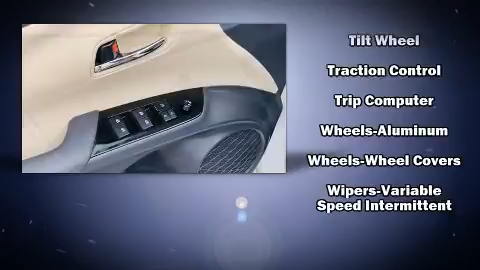 Tilt Wheel
Traction Control
Trip Computer
Wheels-Aluminum
Wheels-Wheel Covers
Wipers-Variable
Speed Intermittent